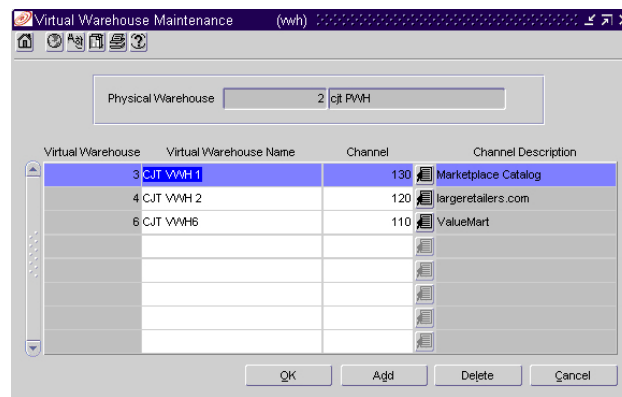 Virtual Warehouse Maintenance (vwh)
Physical Warehouse 2 cjt PWH
Virtual Warehouse Virtual Warehouse Name Channel Channel Description
3 CJT VWH 1 130 Marketplace Catalog
4 CJT VWH 2 120 largeretailers.com
6 CJT VWH6 110 ValueMart
OK Add Delete Cancel